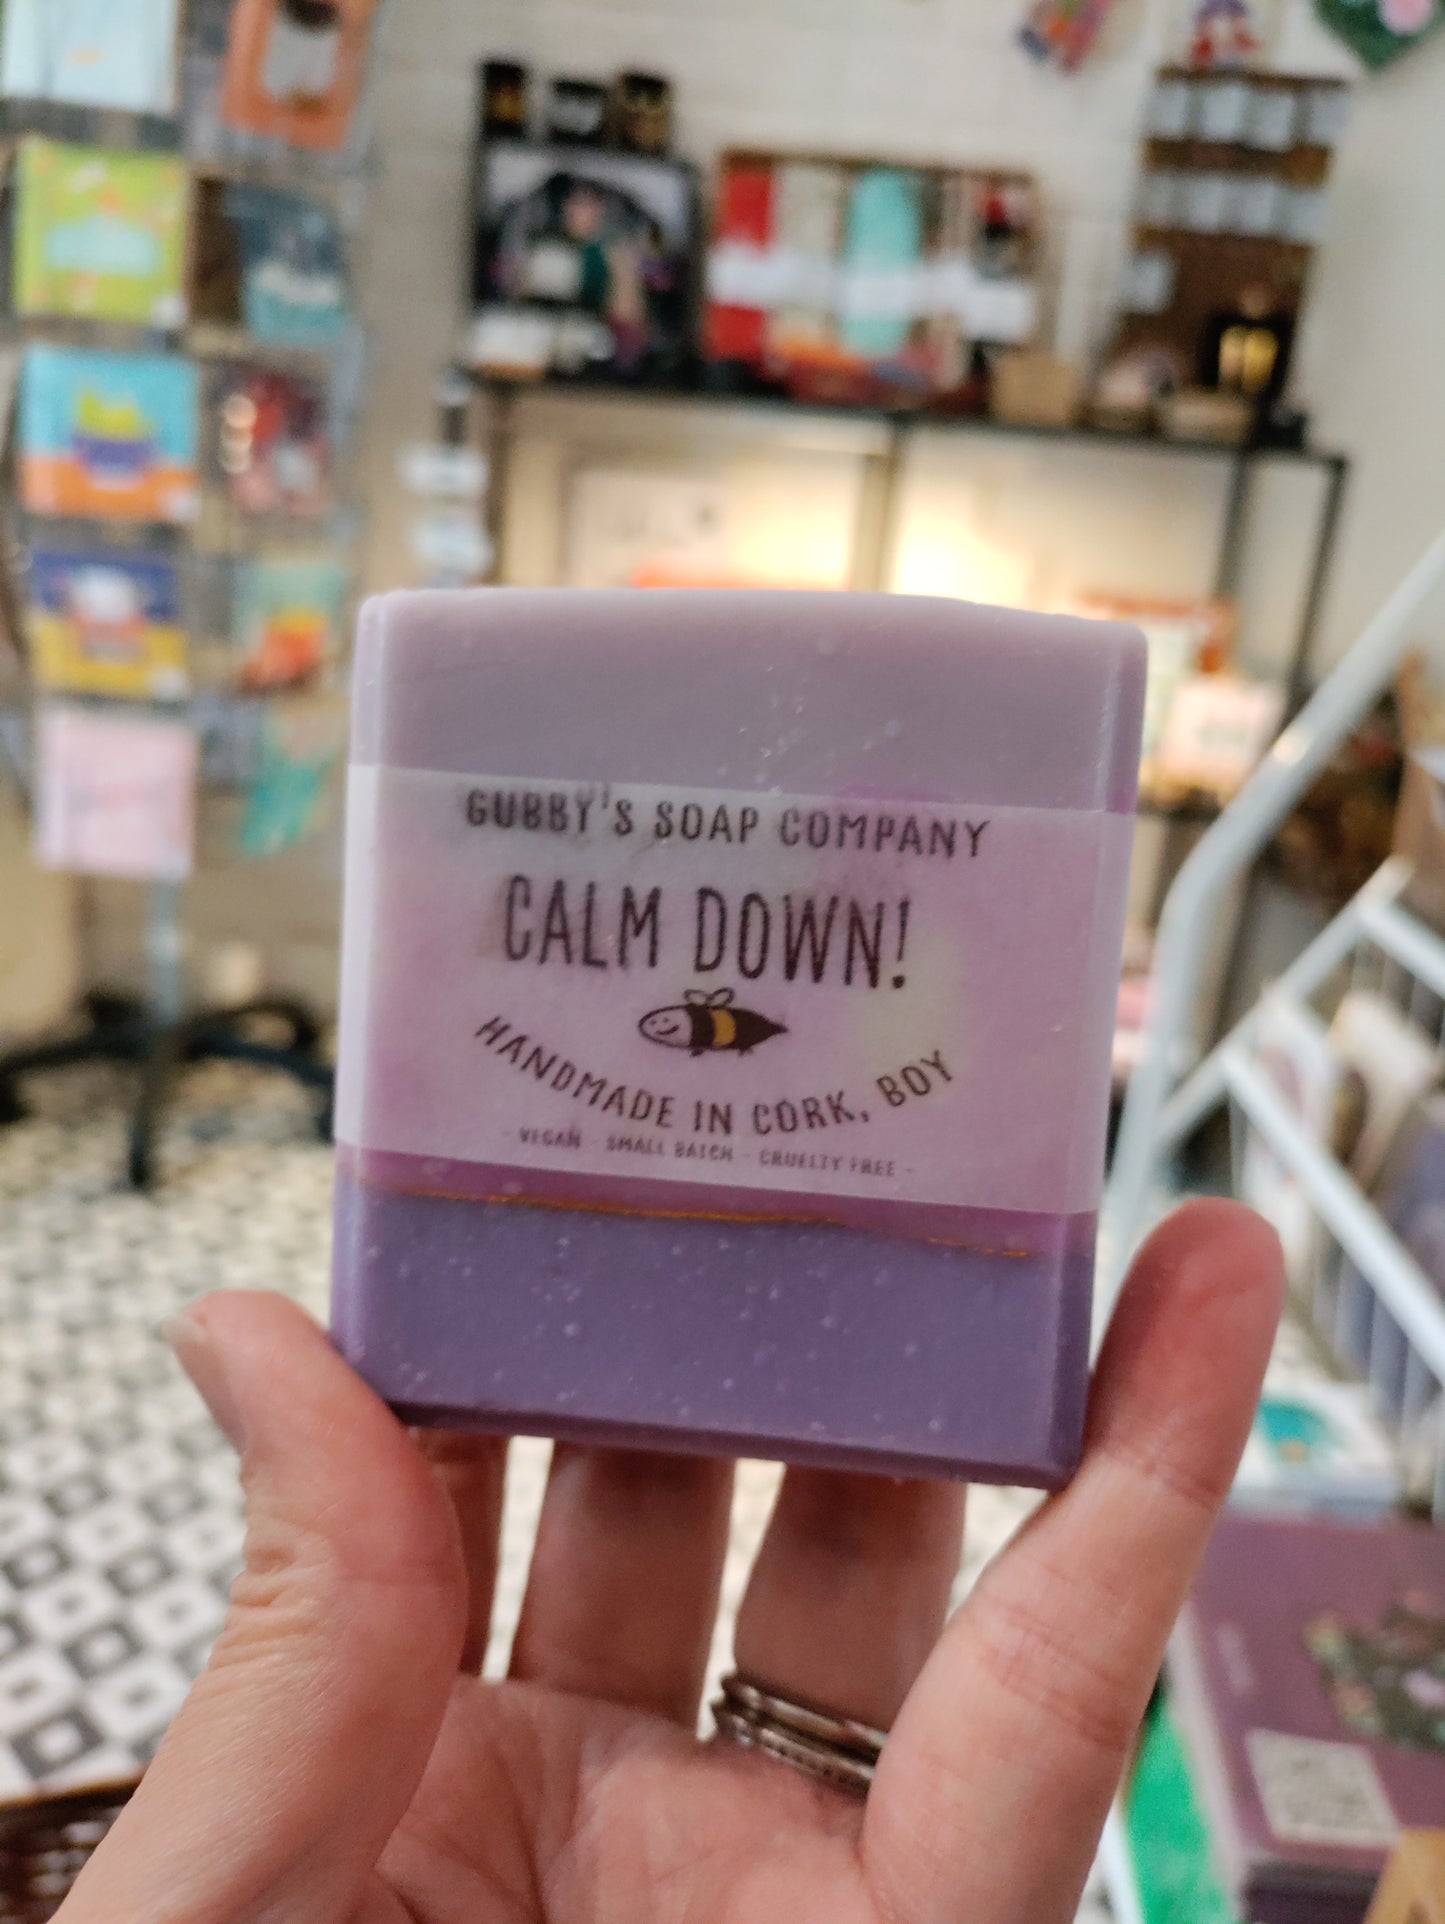 GUBBY'S SOAP COMPANY
CALM DOWN!
HANDMADE IN CORK, BOY
- VEGAN - SMALL BATCH - CRUELTY FREE -